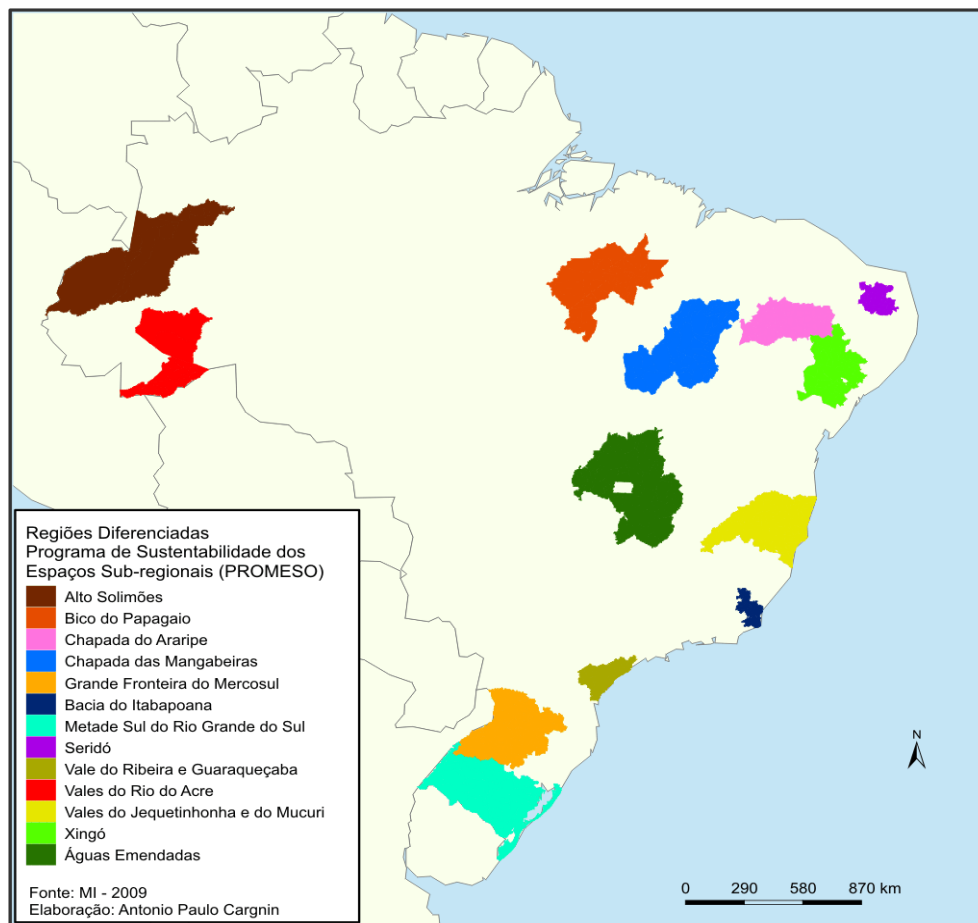 Regiões Diferenciadas
Programa de Sustentabilidade dos
Espaços Sub-regionais (PROMESO)
Alto Solimões
Bico do Papagaio
Chapada do Araripe
Chapada das Mangabeiras
Grande Fronteira do Mercosul
Bacia do Itabapoana
Metade Sul do Rio Grande do Sul
Seridó
Vale do Ribeira e Guaraqueçaba
Vales do Rio do Acre
Vales do Jequetinhonha e do Mucuri
Xingó
Águas Emendadas
Fonte: MI - 2009
Elaboração: Antonio Paulo Cargnin
N
0 290 580 870 km